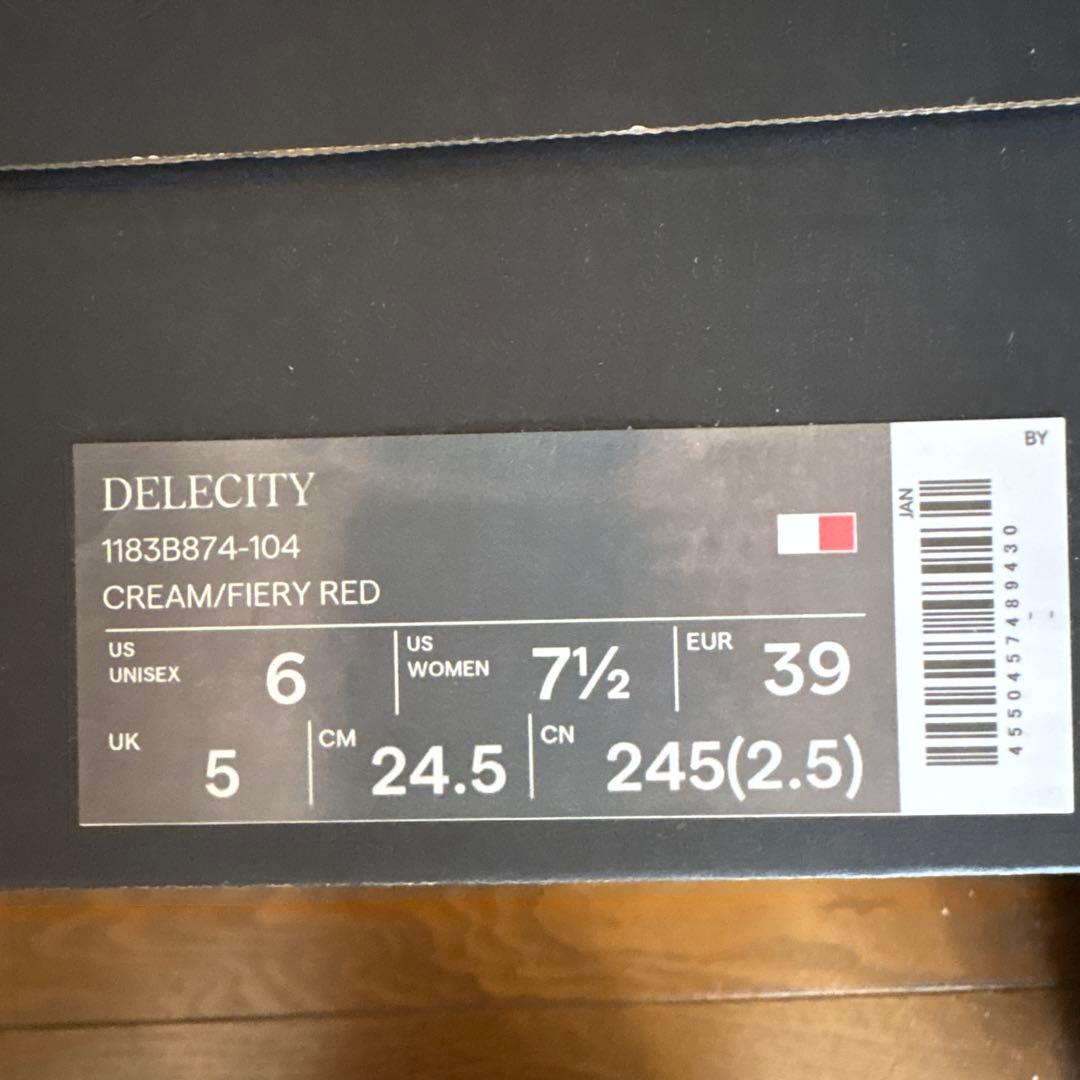 DELECITY
1183B874-104
CREAM/FIERY RED
US UNISEX 6
US WOMEN 7½
EUR 39
UK 5
CM 24.5
CN 245(2.5)
BY
JAN
4550457489430